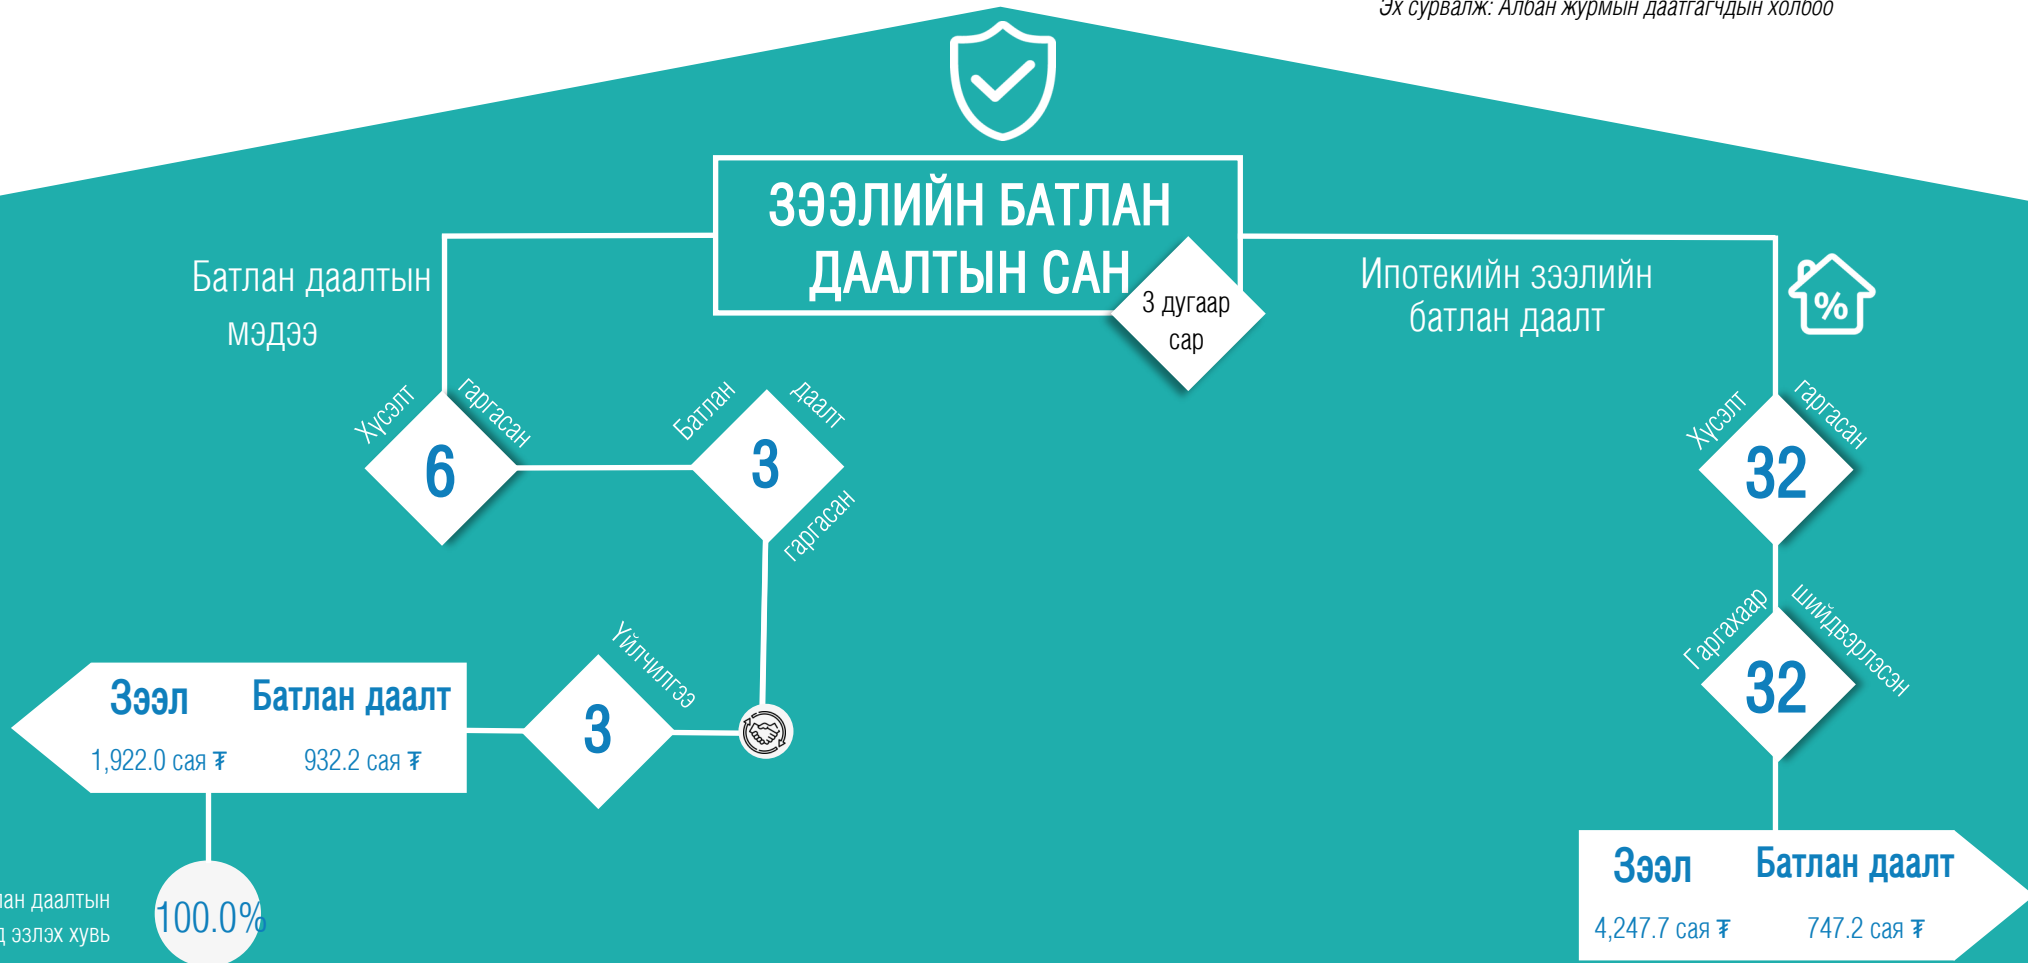 Эх сурвалж: Албан журмын даатгагчдын холбоо
ЗЭЭЛИЙН БАТЛАН
ДААЛТЫН САН
3 дугаар
сар
Батлан даалтын
мэдээ
Хүсэлт гаргасан
6
Батлан даалт
3
гаргасан
Үйлчилгээ
3
Зээл Батлан даалт
1,922.0 сая ₮ 932.2 сая ₮
даалтын
эзлэх хувь
100.0%
Ипотекийн зээлийн
батлан даалт
%
Хүсэлт гаргасан
32
Гаргахаар шийдвэрлэсэн
32
Зээл Батлан даалт
4,247.7 сая ₮ 747.2 сая ₮